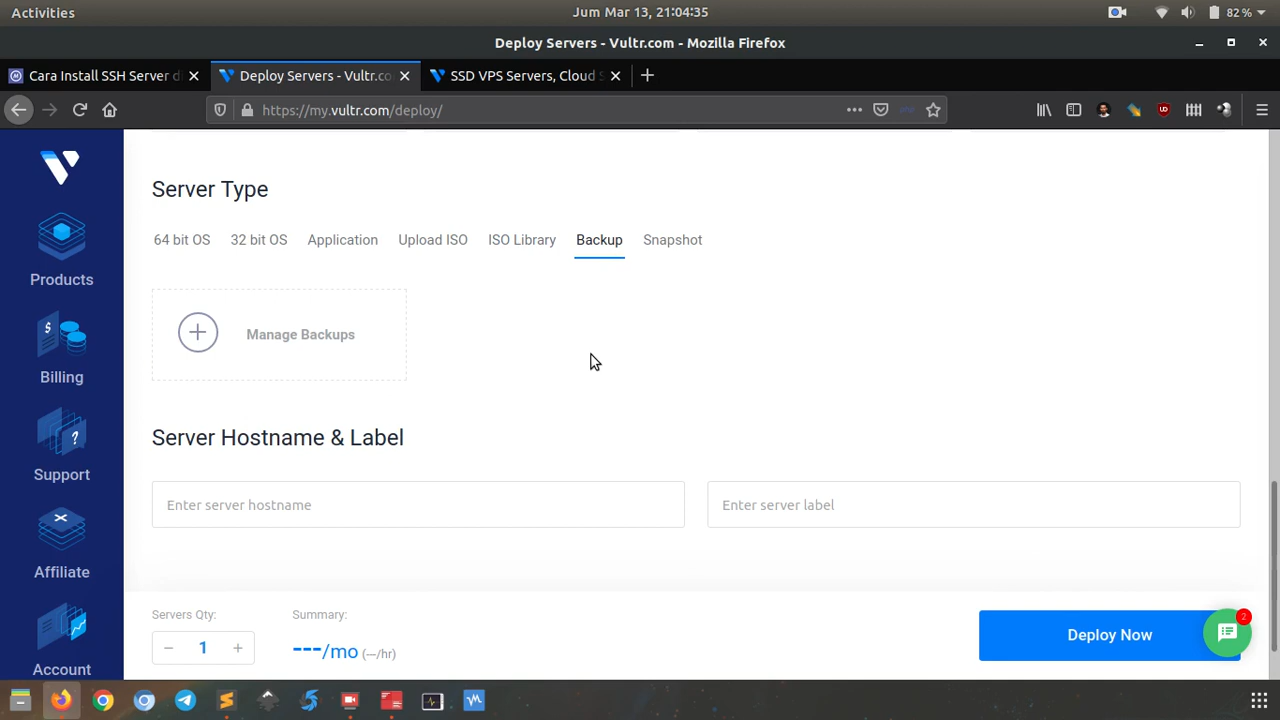 Activities
Jum Mar 13, 21:04:35
82 %
Deploy Servers - Vultr.com - Mozilla Firefox
Cara Install SSH Server d
Deploy Servers - Vultr.co
SSD VPS Servers, Cloud S
https://my.vultr.com/deploy/
Server Type
64 bit OS
32 bit OS
Application
Upload ISO
ISO Library
Backup
Snapshot
Manage Backups
Server Hostname & Label
Enter server hostname
Enter server label
Products
Billing
Support
Affiliate
Account
Servers Qty:
1
Summary:
---/mo (---/hr)
Deploy Now
2